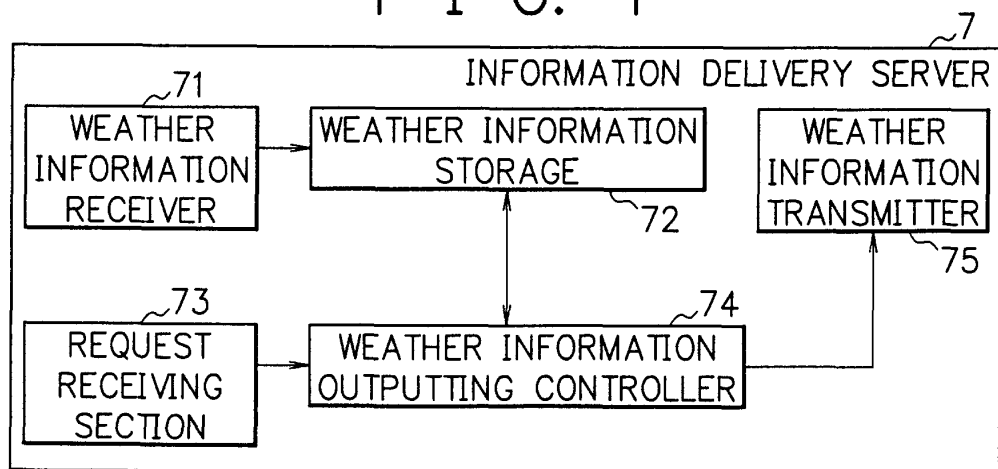 7
INFORMATION DELIVERY SERVER
71
WEATHER
INFORMATION
RECEIVER
WEATHER INFORMATION
STORAGE
72
WEATHER
INFORMATION
TRANSMITTER
75
73
REQUEST
RECEIVING
SECTION
74
WEATHER INFORMATION
OUTPUTTING CONTROLLER